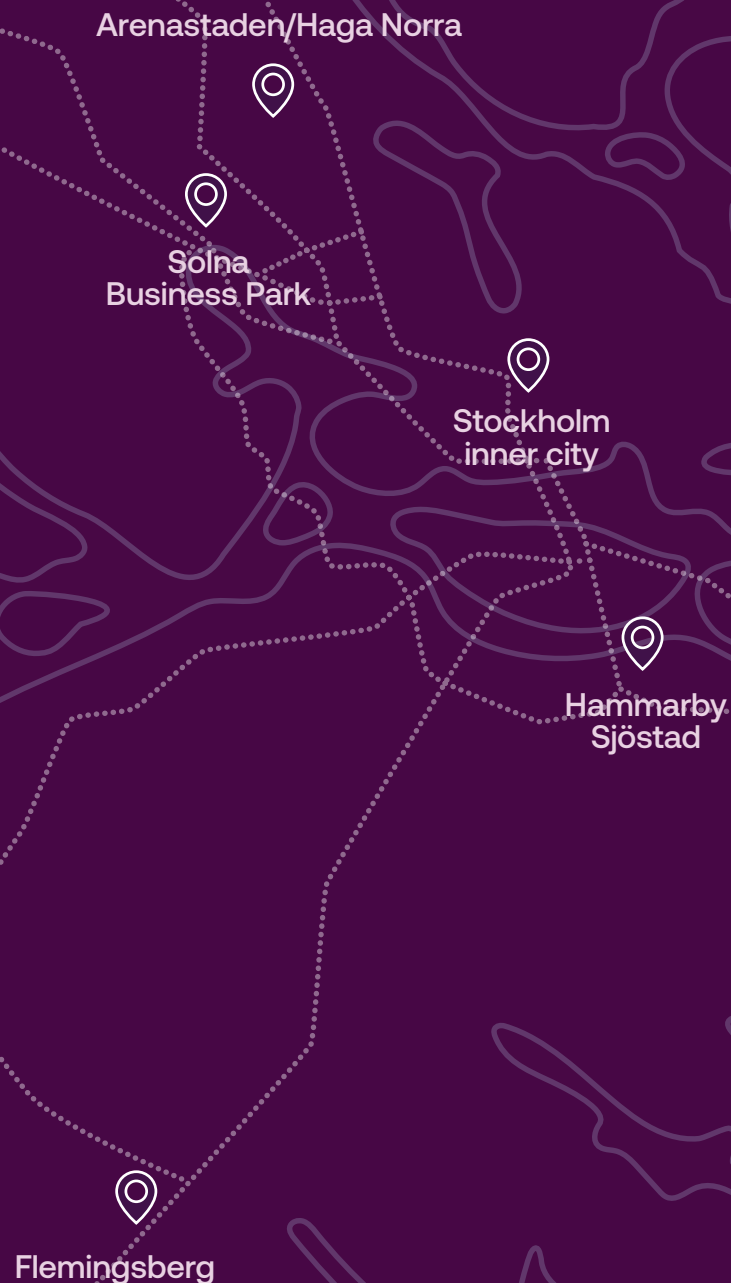 Arenastaden/Haga Norra
Solna
Business Park
Stockholm
inner city
Hammarby
Sjöstad
Flemingsberg